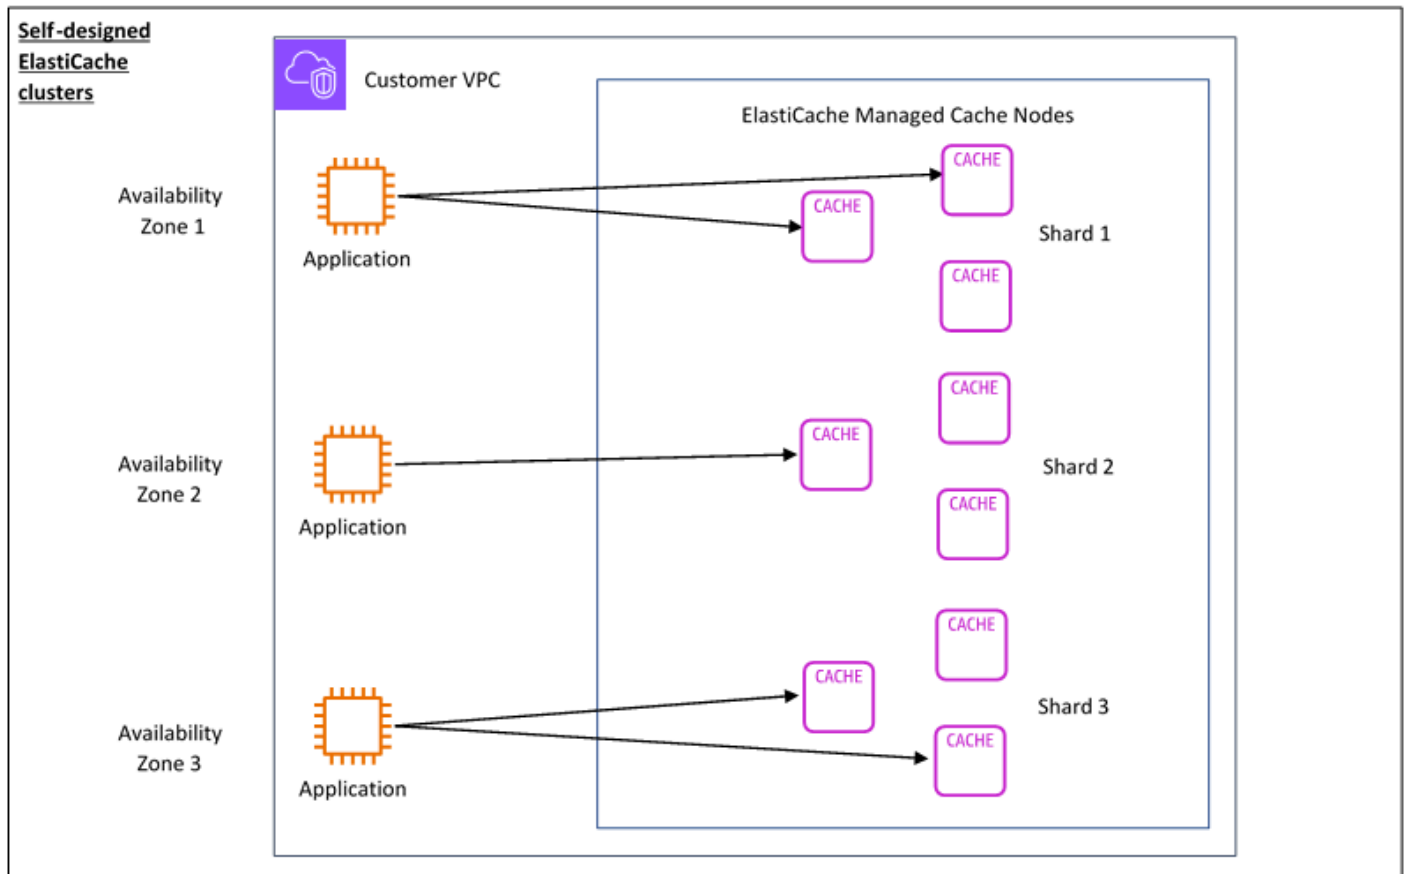 Self-designed
ElastiCache
clusters
Customer VPC
ElastiCache Managed Cache Nodes
Availability
Zone 1
Application
CACHE
CACHE
CACHE
Shard 1
Availability
Zone 2
Application
CACHE
CACHE
CACHE
Shard 2
Availability
Zone 3
Application
CACHE
CACHE
CACHE
Shard 3